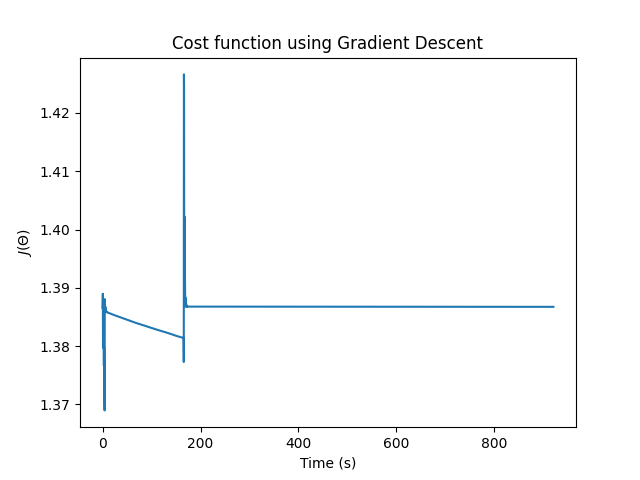 Cost function using Gradient Descent
1.42
1.41
1.40
1.39
1.38
1.37
J(Θ)
0 200 400 600 800
Time (s)